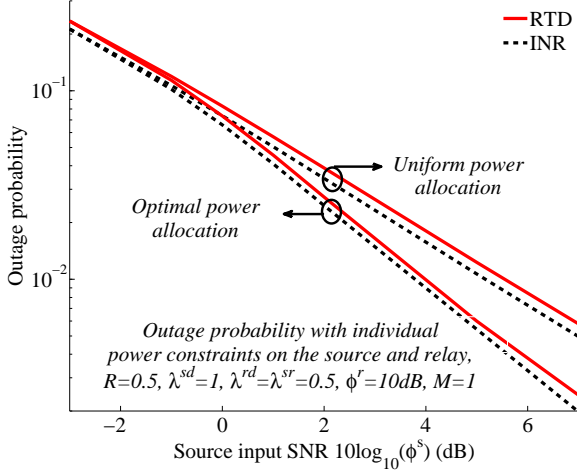 RTD
INR
10^{-1}
10^{-2}
Outage probability
Uniform power
allocation
Optimal power
allocation
Outage probability with individual
power constraints on the source and relay,
R=0.5, λ^{sd}=1, λ^{rd}=λ^{sr}=0.5, ϕ^{r}=10dB, M=1
−2 0 2 4 6
Source input SNR 10log_{10}(ϕ^{s}) (dB)